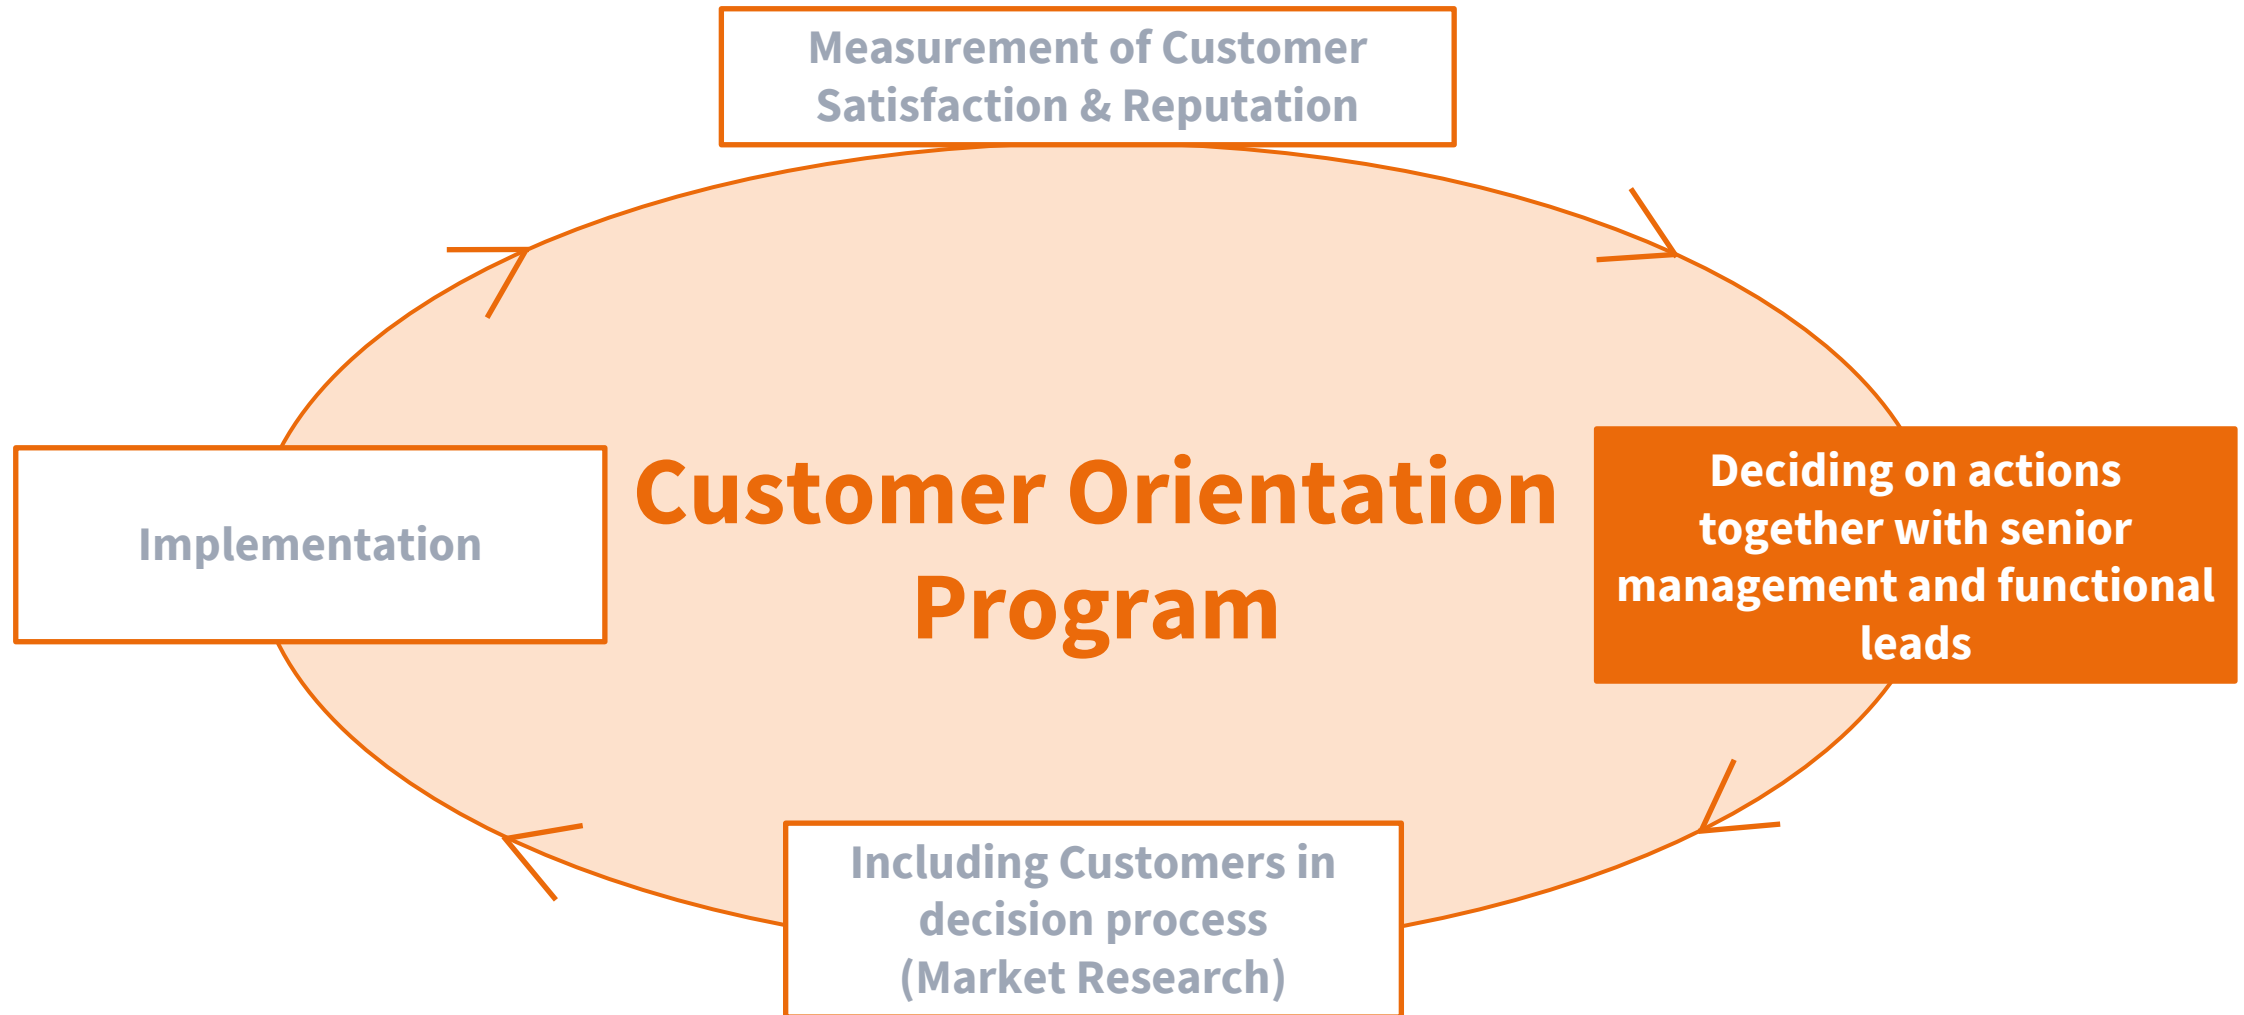 Measurement of Customer
Satisfaction & Reputation
Implementation
Customer Orientation
Program
Deciding on actions
together with senior
management and functional
leads
Including Customers in
decision process
(Market Research)